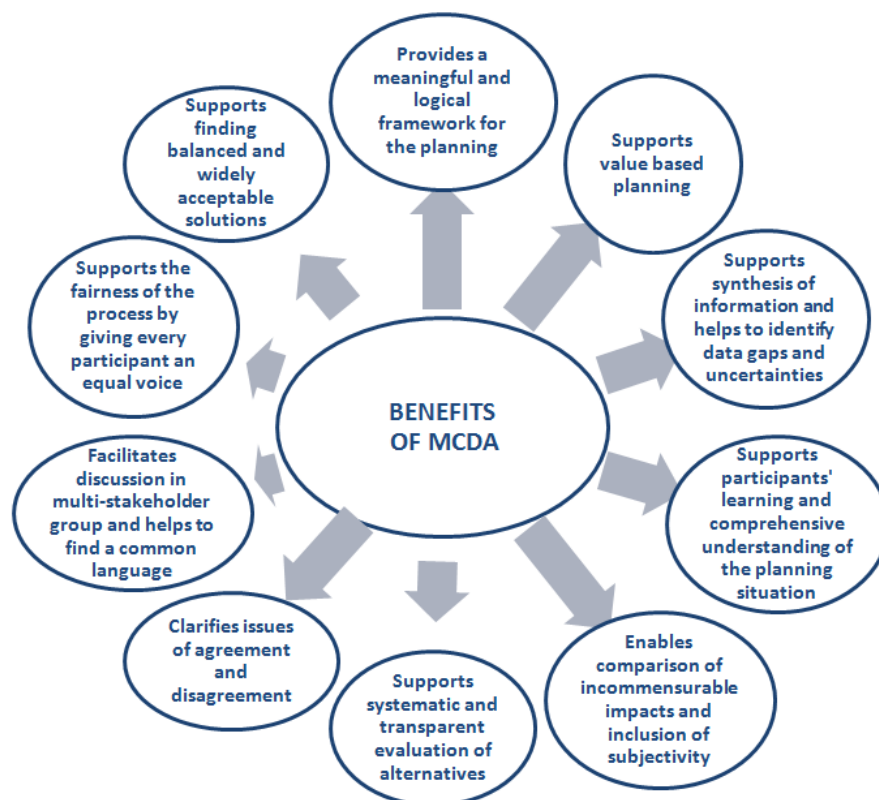 Provides a
meaningful and
logical
framework for
the planning
Supports
value based
planning
Supports
synthesis of
information and
helps to identify
data gaps and
uncertainties
Supports
participants'
learning and
comprehensive
understanding of
the planning
situation
Enables
comparison of
incommensurable
impacts and
inclusion of
subjectivity
Supports
systematic and
transparent
evaluation of
alternatives
Clarifies issues
of agreement
and
disagreement
Facilitates
discussion in
multi-stakeholder
group and helps to
find a common
language
Supports the
fairness of the
process by
giving every
participant an
equal voice
Supports
finding
balanced and
widely
acceptable
solutions
BENEFITS
OF MCDA